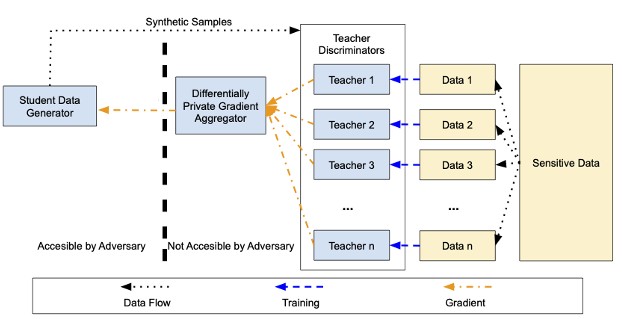 Synthetic Samples
Teacher
Discriminators
Student Data
Generator
Differentially
Private Gradient
Aggregator
Teacher 1
Data 1
Teacher 2
Data 2
Teacher 3
Data 3
Sensitive Data
...
...
Teacher n
Data n
Accesible by Adversary
Not Accesible by Adversary
Data Flow
Training
Gradient